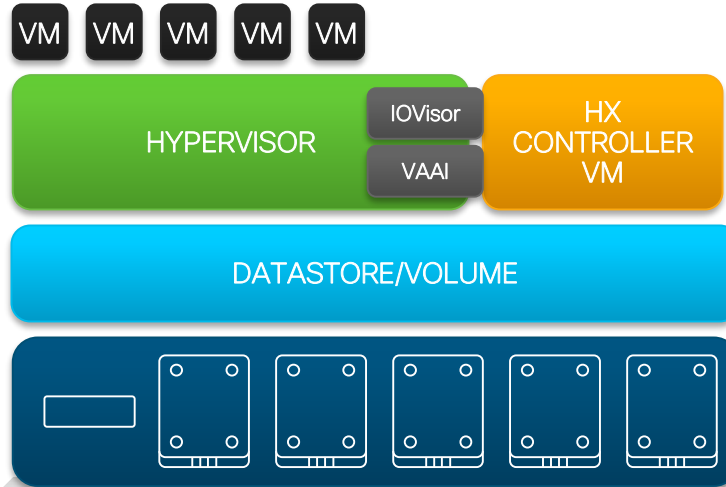 VM VM VM VM VM
HYPERVISOR
IOVisor
VAAI
HX
CONTROLLER
VM
DATASTORE/VOLUME